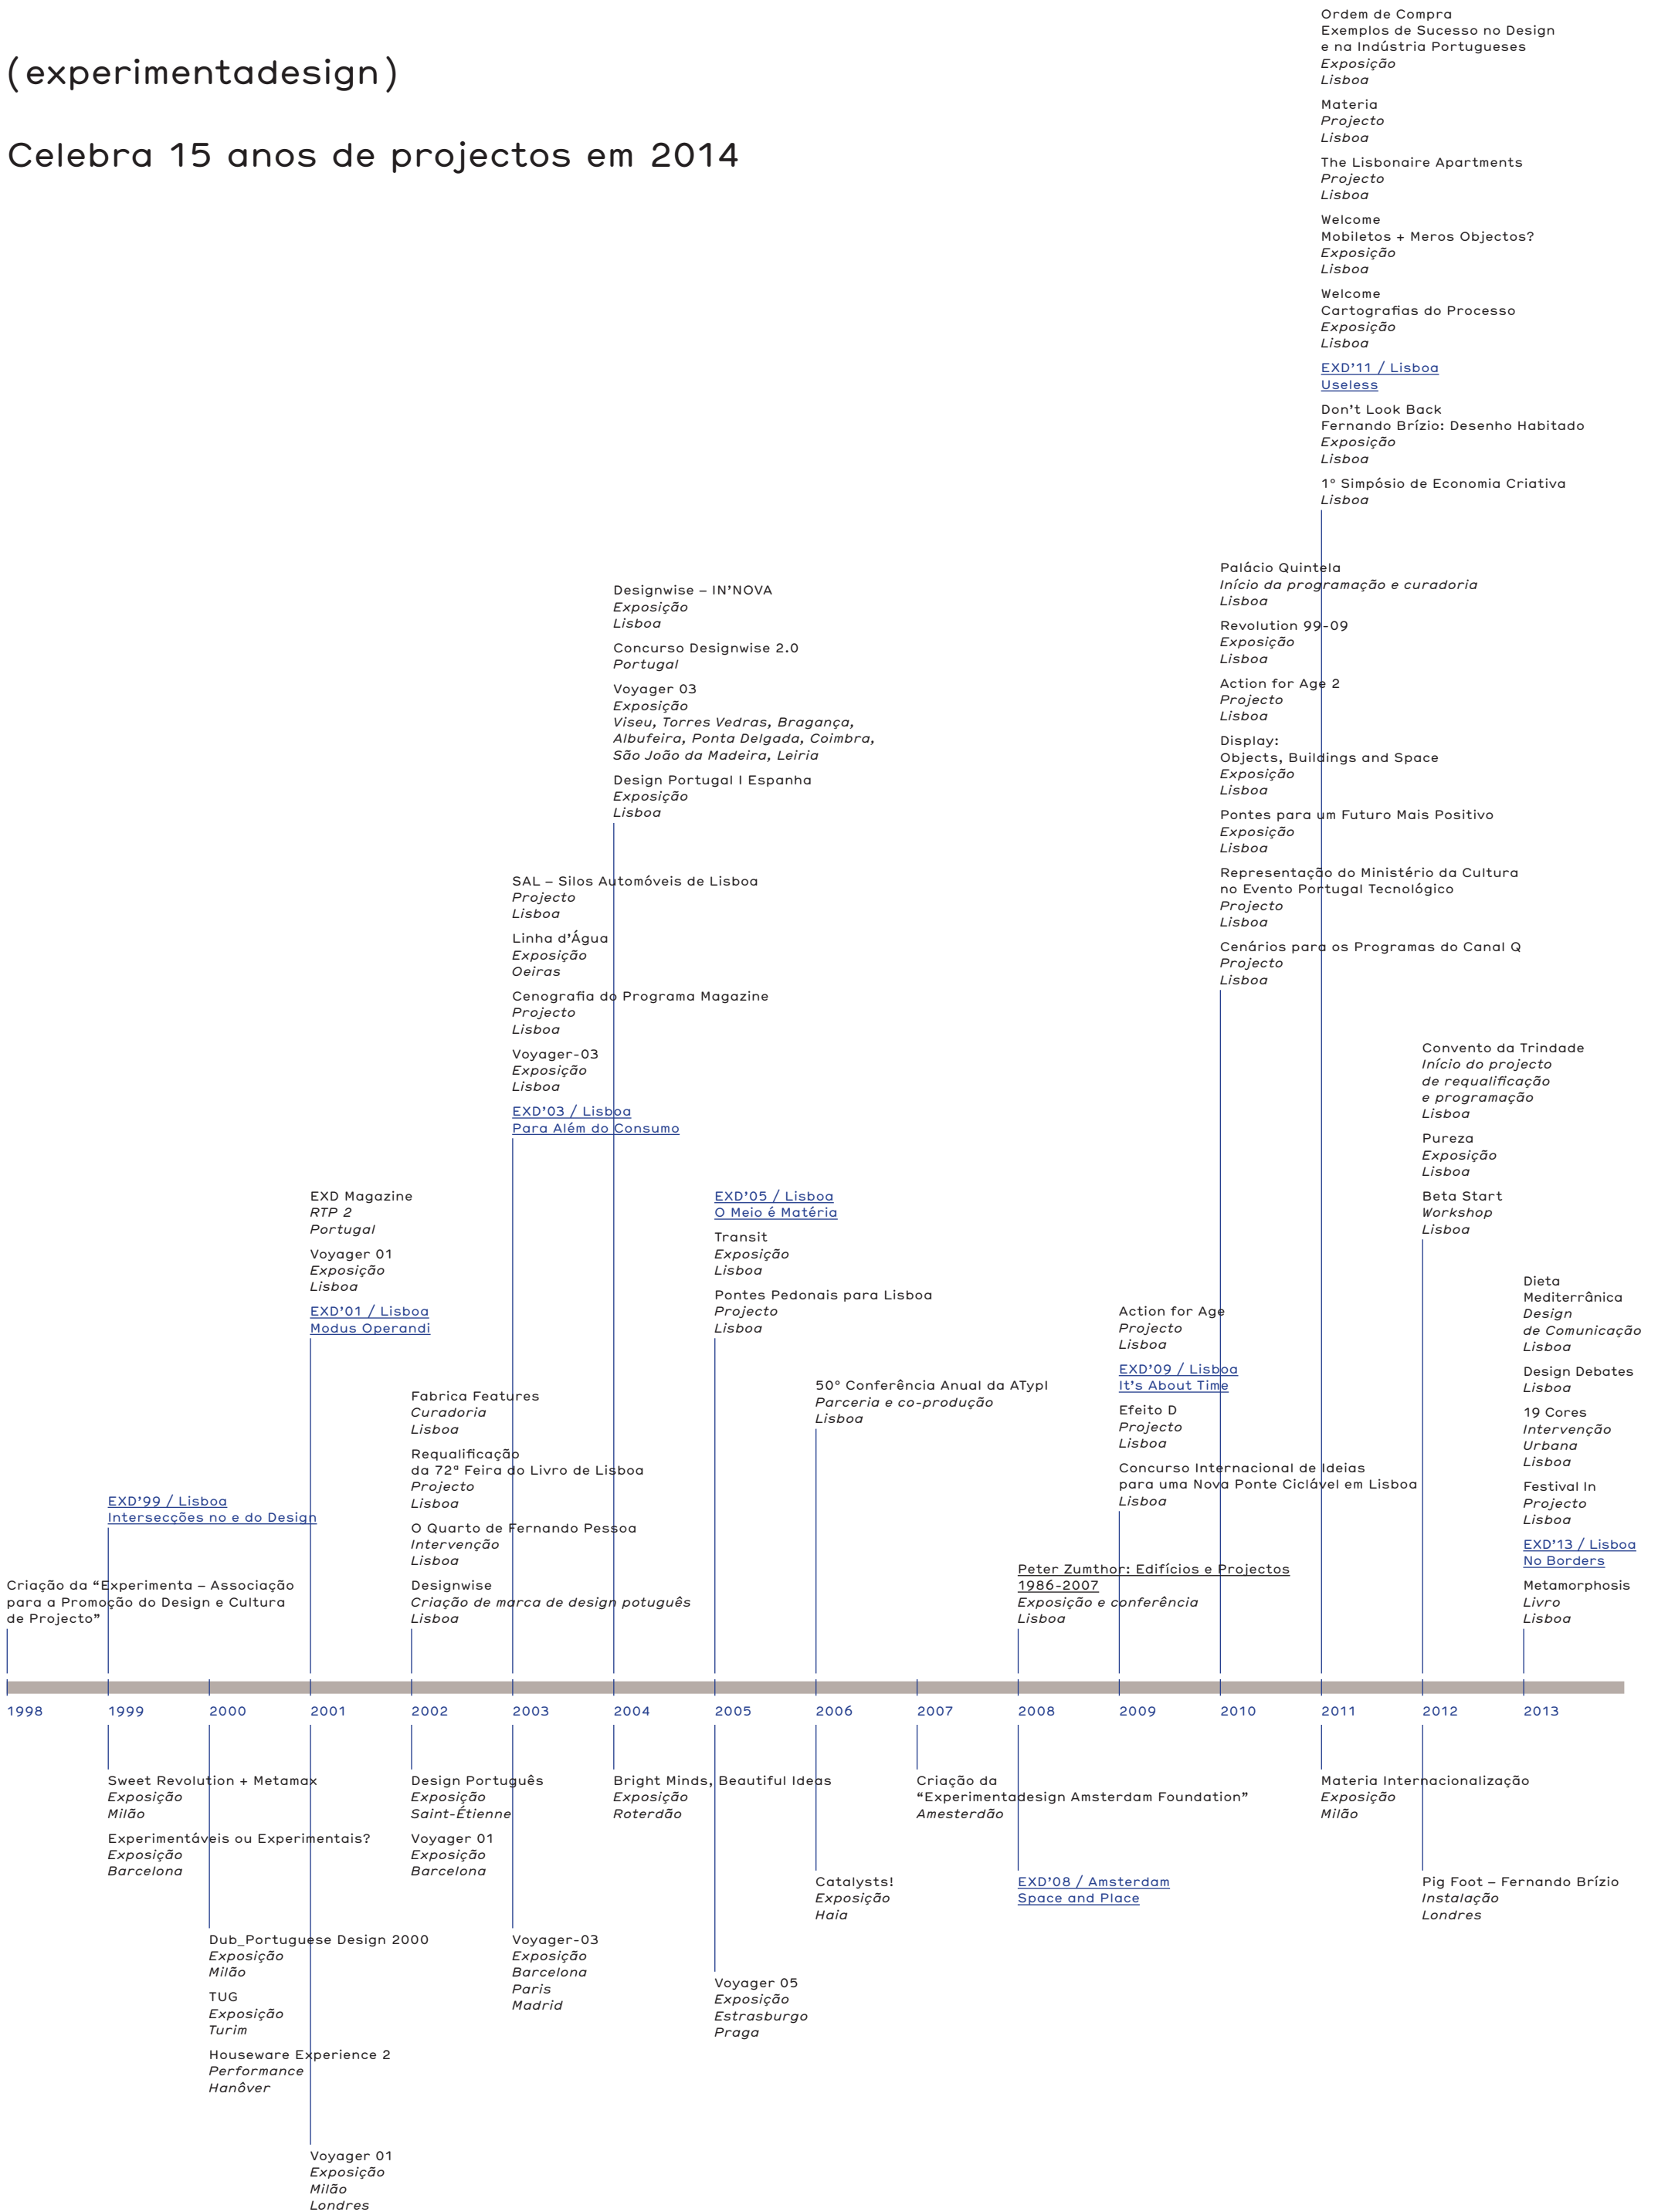 (experimentadesign)
Celebra 15 anos de projectos em 2014
Ordem de Compra
Exemplos de Sucesso no Design
e na Indústria Portugueses
Exposição
Lisboa
Materia
Projecto
Lisboa
The Lisbonaire Apartments
Projecto
Lisboa
Welcome
Mobiletos + Meros Objectos?
Exposição
Lisboa
Welcome
Cartografias do Processo
Exposição
Lisboa
EXD’11 / Lisboa
Useless
Don’t Look Back
Fernando Brízio: Desenho Habitado
Exposição
Lisboa
1º Simpósio de Economia Criativa
Lisboa
Palácio Quintela
Início da programação e curadoria
Lisboa
Revolution 99-09
Exposição
Lisboa
Action for Age 2
Projecto
Lisboa
Display:
Objects, Buildings and Space
Exposição
Lisboa
Pontes para um Futuro Mais Positivo
Exposição
Lisboa
Representação do Ministério da Cultura
no Evento Portugal Tecnológico
Projecto
Lisboa
Cenários para os Programas do Canal Q
Projecto
Lisboa
Designwise – IN’NOVA
Exposição
Lisboa
Concurso Designwise 2.0
Portugal
Voyager 03
Exposição
Viseu, Torres Vedras, Bragança,
Albufeira, Ponta Delgada, Coimbra,
São João da Madeira, Leiria
Design Portugal I Espanha
Exposição
Lisboa
SAL – Silos Automóveis de Lisboa
Projecto
Lisboa
Linha d’Água
Exposição
Oeiras
Cenografia do Programa Magazine
Projecto
Lisboa
Voyager-03
Exposição
Lisboa
EXD’03 / Lisboa
Para Além do Consumo
Convento da Trindade
Início do projecto
de requalificação
e programação
Lisboa
Pureza
Exposição
Lisboa
Beta Start
Workshop
Lisboa
EXD Magazine
RTP 2
Portugal
Voyager 01
Exposição
Lisboa
EXD’01 / Lisboa
Modus Operandi
EXD’05 / Lisboa
O Meio é Matéria
Transit
Exposição
Lisboa
Pontes Pedonais para Lisboa
Projecto
Lisboa
Dieta
Mediterrânica
Design
de Comunicação
Lisboa
Design Debates
Lisboa
19 Cores
Intervenção
Urbana
Lisboa
Festival In
Projecto
Lisboa
EXD’13 / Lisboa
No Borders
Metamorphosis
Livro
Lisboa
Action for Age
Projecto
Lisboa
EXD’09 / Lisboa
It’s About Time
Efeito D
Projecto
Lisboa
Concurso Internacional de Ideias
para uma Nova Ponte Ciclável em Lisboa
Lisboa
50º Conferência Anual da ATypI
Parceria e co-produção
Lisboa
Fabrica Features
Curadoria
Lisboa
Requalificação
da 72ª Feira do Livro de Lisboa
Projecto
Lisboa
O Quarto de Fernando Pessoa
Intervenção
Lisboa
Designwise
Criação de marca de design potuguês
Lisboa
EXD’99 / Lisboa
Intersecções no e do Design
Peter Zumthor: Edifícios e Projectos
1986-2007
Exposição e conferência
Lisboa
Criação da “Experimenta – Associação
para a Promoção do Design e Cultura
de Projecto”
1998 1999 2000 2001 2002 2003 2004 2005 2006 2007 2008 2009 2010 2011 2012 2013
Sweet Revolution + Metamax
Exposição
Milão
Experimentáveis ou Experimentais?
Exposição
Barcelona
Design Português
Exposição
Saint-Étienne
Voyager 01
Exposição
Barcelona
Bright Minds, Beautiful Ideas
Exposição
Roterdão
Criação da
“Experimentadesign Amsterdam Foundation”
Amesterdão
Materia Internacionalização
Exposição
Milão
Catalysts!
Exposição
Haia
EXD’08 / Amsterdam
Space and Place
Pig Foot – Fernando Brízio
Instalação
Londres
Dub_Portuguese Design 2000
Exposição
Milão
TUG
Exposição
Turim
Houseware Experience 2
Performance
Hanôver
Voyager-03
Exposição
Barcelona
Paris
Madrid
Voyager 05
Exposição
Estrasburgo
Praga
Voyager 01
Exposição
Milão
Londres